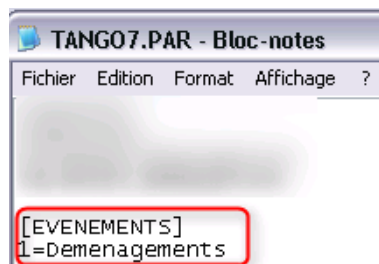 TANGO7.PAR - Bloc-notes
Fichier Edition Format Affichage ?
[EVENEMENTS]
1=Demenagements